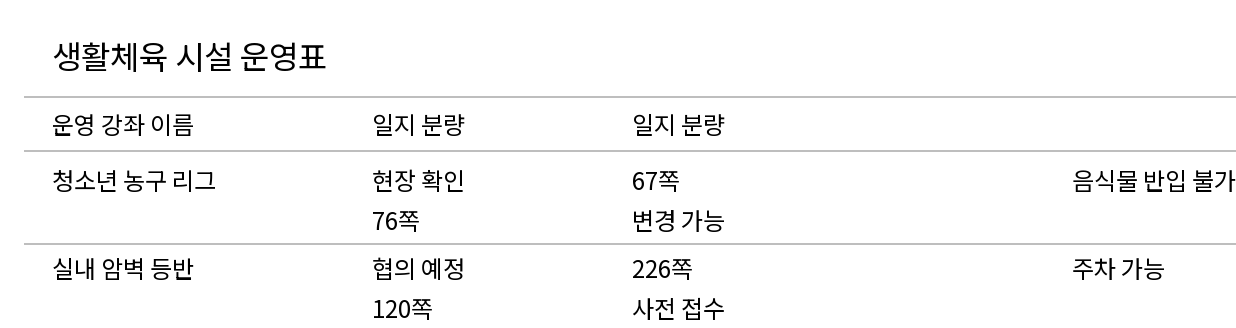 생활체육 시설 운영표
운영 강좌 이름 일지 분량 일지 분량
청소년 농구 리그 현장 확인 67쪽 음식물 반입 불가
76쪽 변경 가능
실내 암벽 등반 협의 예정 226쪽 주차 가능
120쪽 사전 접수